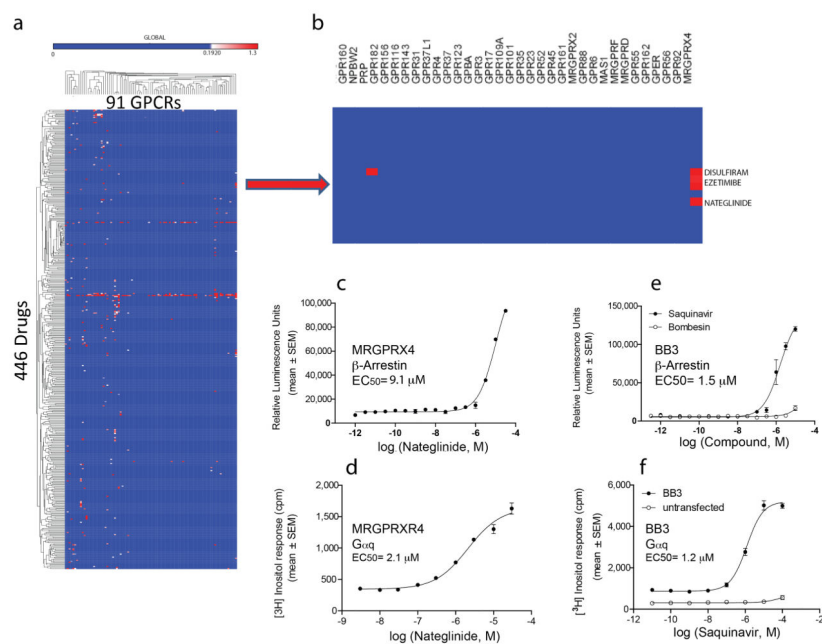 a
GLOBAL
0
0.1920
1.3
91 GPCRs
446 Drugs
b
GPR160
NPBW2
PRP
GPR182
GPR156
GPR116
GPR143
GPR31
GPR37L1
GPR4
GPR37
GPR123
GPBA
GPR3
GPR17
GPR109A
GPR101
GPR35
GPR23
GPR52
GPR45
GPR161
MRGPRX2
GPR88
GPR6
MAS1
MRGPRF
MRGPRD
GPR55
GPR162
GPER
GPR56
GPR92
MRGPRX4
DISULFIRAM
EZETIMIBE
NATEGLINIDE
c
Relative Luminescence Units
(mean ± SEM)
100,000
80,000
60,000
40,000
20,000
0
MRGPRX4
β-Arrestin
EC50= 9.1 μM
-12
-10
-8
-6
-4
log (Nateglinide, M)
e
Relative Luminescence Units
(mean ± SEM)
150,000
100,000
50,000
0
Saquinavir
Bombesin
BB3
β-Arrestin
EC50= 1.5 μM
-12
-10
-8
-6
-4
log (Compound, M)
d
[3H] Inositol response (cpm)
(mean ± SEM)
2,000
1,500
1,000
500
0
MRGPRXR4
Gαq
EC50= 2.1 μM
-9
-8
-7
-6
-5
-4
log (Nateglinide, M)
f
[³H] Inositol response (cpm)
(mean ± SEM)
6,000
4,000
2,000
0
BB3
untransfected
BB3
Gαq
EC50= 1.2 μM
-12
-10
-8
-6
-4
-2
log (Saquinavir, M)